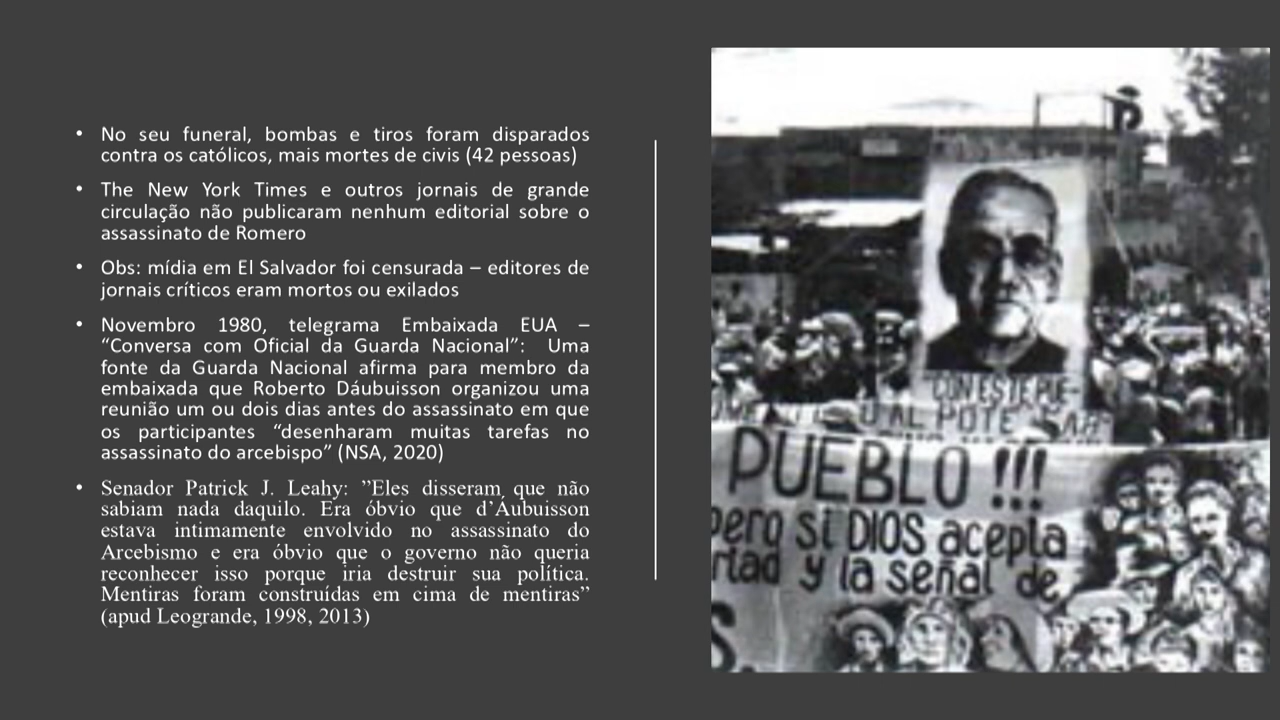 • No seu funeral, bombas e tiros foram disparados
contra os católicos, mais mortes de civis (42 pessoas)
• The New York Times e outros jornais de grande
circulação não publicaram nenhum editorial sobre o
assassinato de Romero
• Obs: mídia em El Salvador foi censurada – editores de
jornais críticos eram mortos ou exilados
• Novembro 1980, telegrama Embaixada EUA –
“Conversa com Oficial da Guarda Nacional”: Uma
fonte da Guarda Nacional afirma para membro da
embaixada que Roberto Dáubuisson organizou uma
reunião um ou dois dias antes do assassinato em que
os participantes “desenharam muitas tarefas no
assassinato do arcebispo” (NSA, 2020)
• Senador Patrick J. Leahy: ”Eles disseram que não
sabiam nada daquilo. Era óbvio que d’Áubuisson
estava intimamente envolvido no assassinato do
Arcebismo e era óbvio que o governo não queria
reconhecer isso porque iria destruir sua política.
Mentiras foram construídas em cima de mentiras”
(apud Leogrande, 1998, 2013)
CON ESTE PUE-
PUEBLO !!!
pero si DIOS acepta
y la señal de